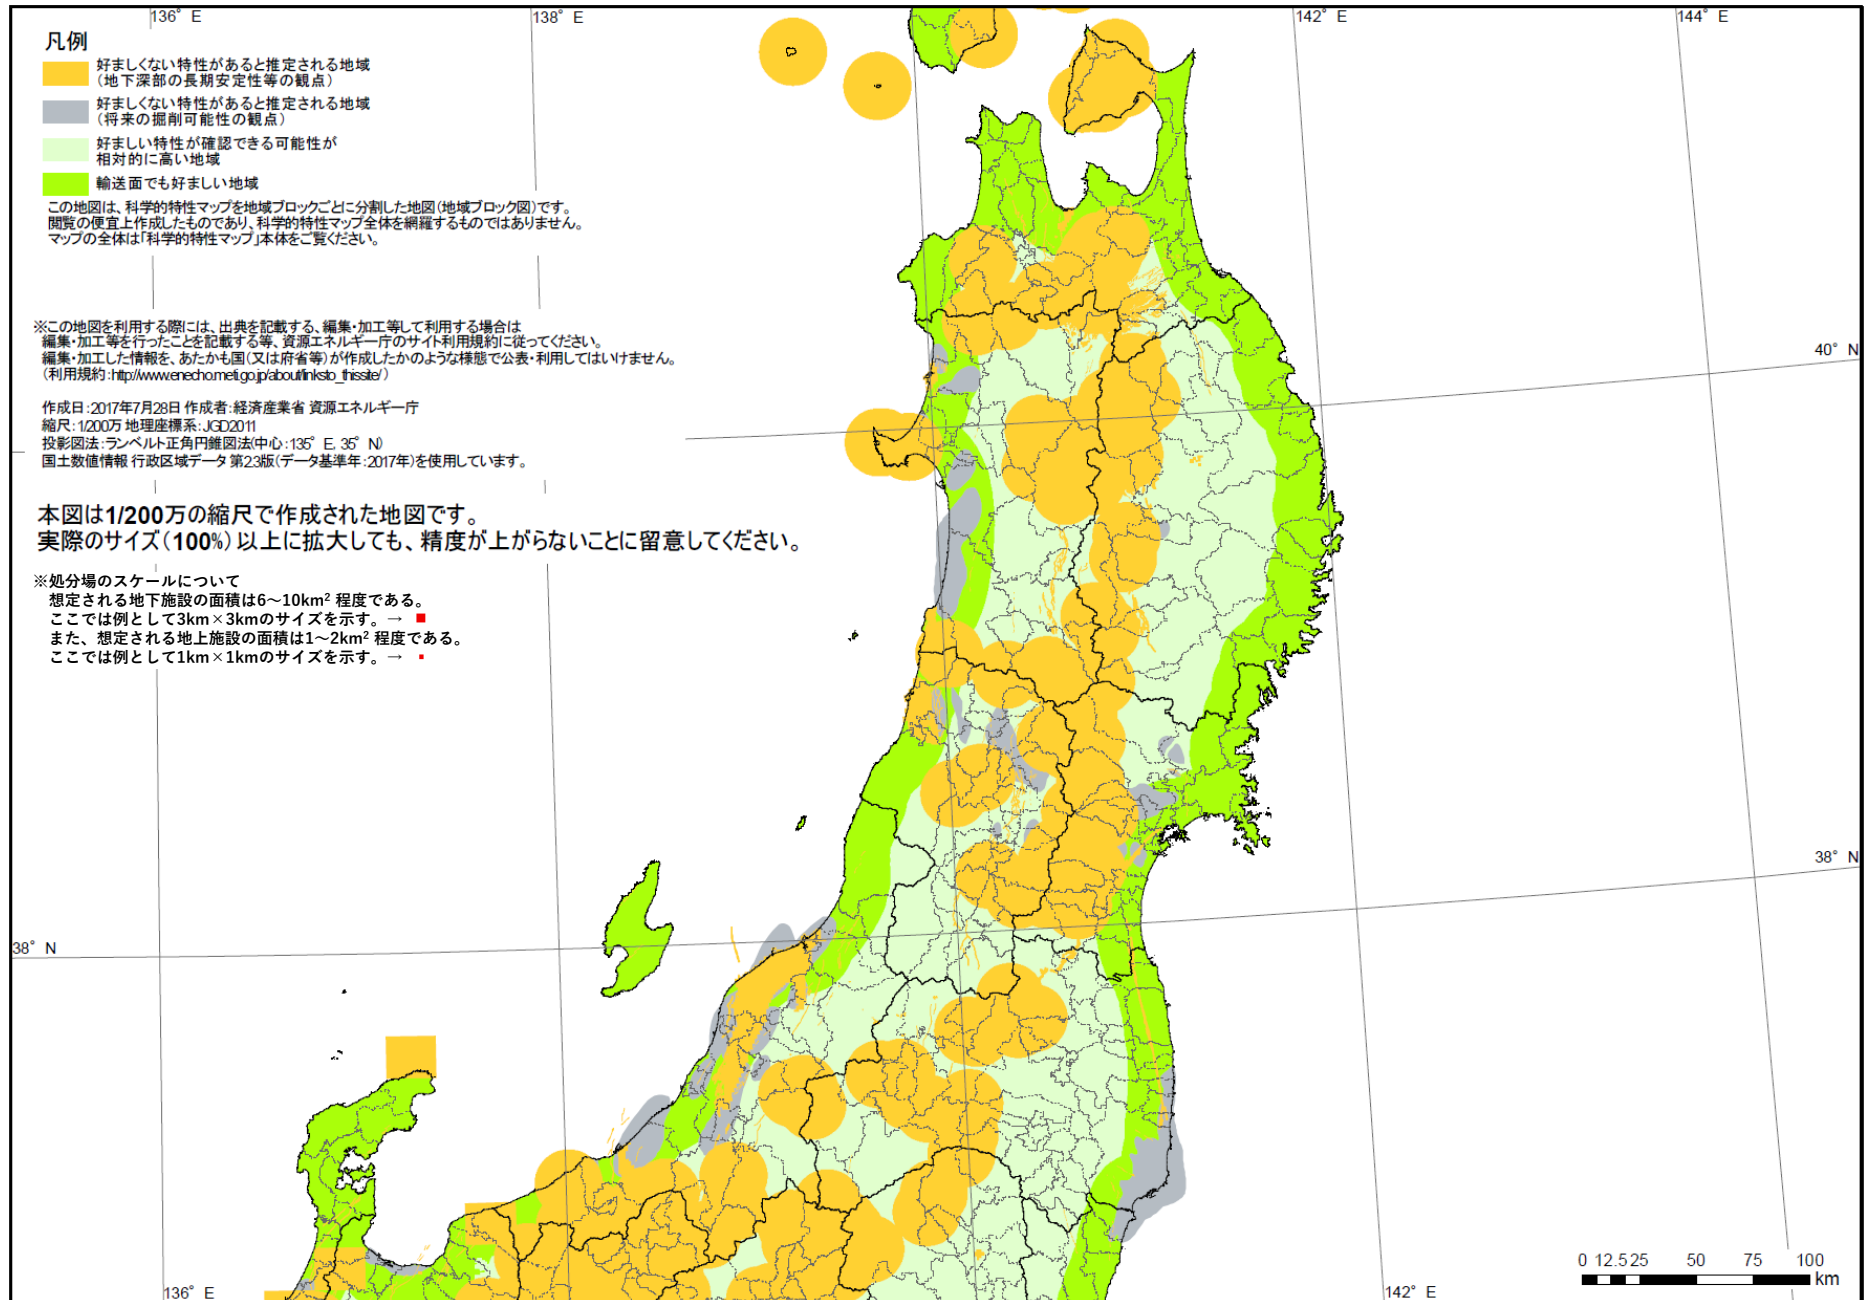 136° E
138° E
142° E
144° E
凡例
好ましくない特性があると推定される地域
（地下深部の長期安定性等の観点）
好ましくない特性があると推定される地域
（将来の掘削可能性の観点）
好ましい特性が確認できる可能性が
相対的に高い地域
輸送面でも好ましい地域
この地図は、科学的特性マップを地域ブロックごとに分割した地図（地域ブロック図）です。
閲覧の便宜上作成したものであり、科学的特性マップ全体を網羅するものではありません。
マップの全体は「科学的特性マップ」本体をご覧ください。
※この地図を利用する際には、出典を記載する、編集・加工等して利用する場合は
編集・加工等を行ったことを記載する等、資源エネルギー庁のサイト利用規約に従ってください。
編集・加工した情報を、あたかも国（又は府省等）が作成したかのような様態で公表・利用してはいけません。
（利用規約：http://www.enecho.meti.go.jp/about/linksto_thissite/）
40° N
作成日：2017年7月28日 作成者：経済産業省 資源エネルギー庁
縮尺：1/200万 地理座標系：JGD2011
投影図法：ランベルト正角円錐図法（中心：135° E, 35° N）
国土数値情報 行政区域データ 第2.3版（データ基準年：2017年）を使用しています。
本図は1/200万の縮尺で作成された地図です。
実際のサイズ（100%）以上に拡大しても、精度が上がらないことに留意してください。
※処分場のスケールについて
想定される地下施設の面積は6～10km² 程度である。
ここでは例として3km×3kmのサイズを示す。→
また、想定される地上施設の面積は1～2km² 程度である。
ここでは例として1km×1kmのサイズを示す。→
38° N
38° N
0 12.5 25 50 75 100
km
136° E
142° E